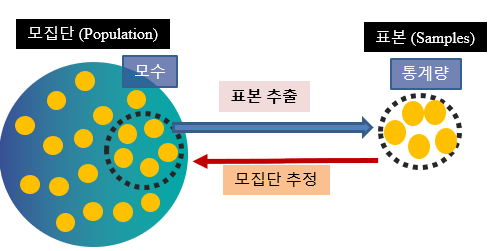 모집단 (Population)
표본 (Samples)
모수
통계량
표본 추출
모집단 추정